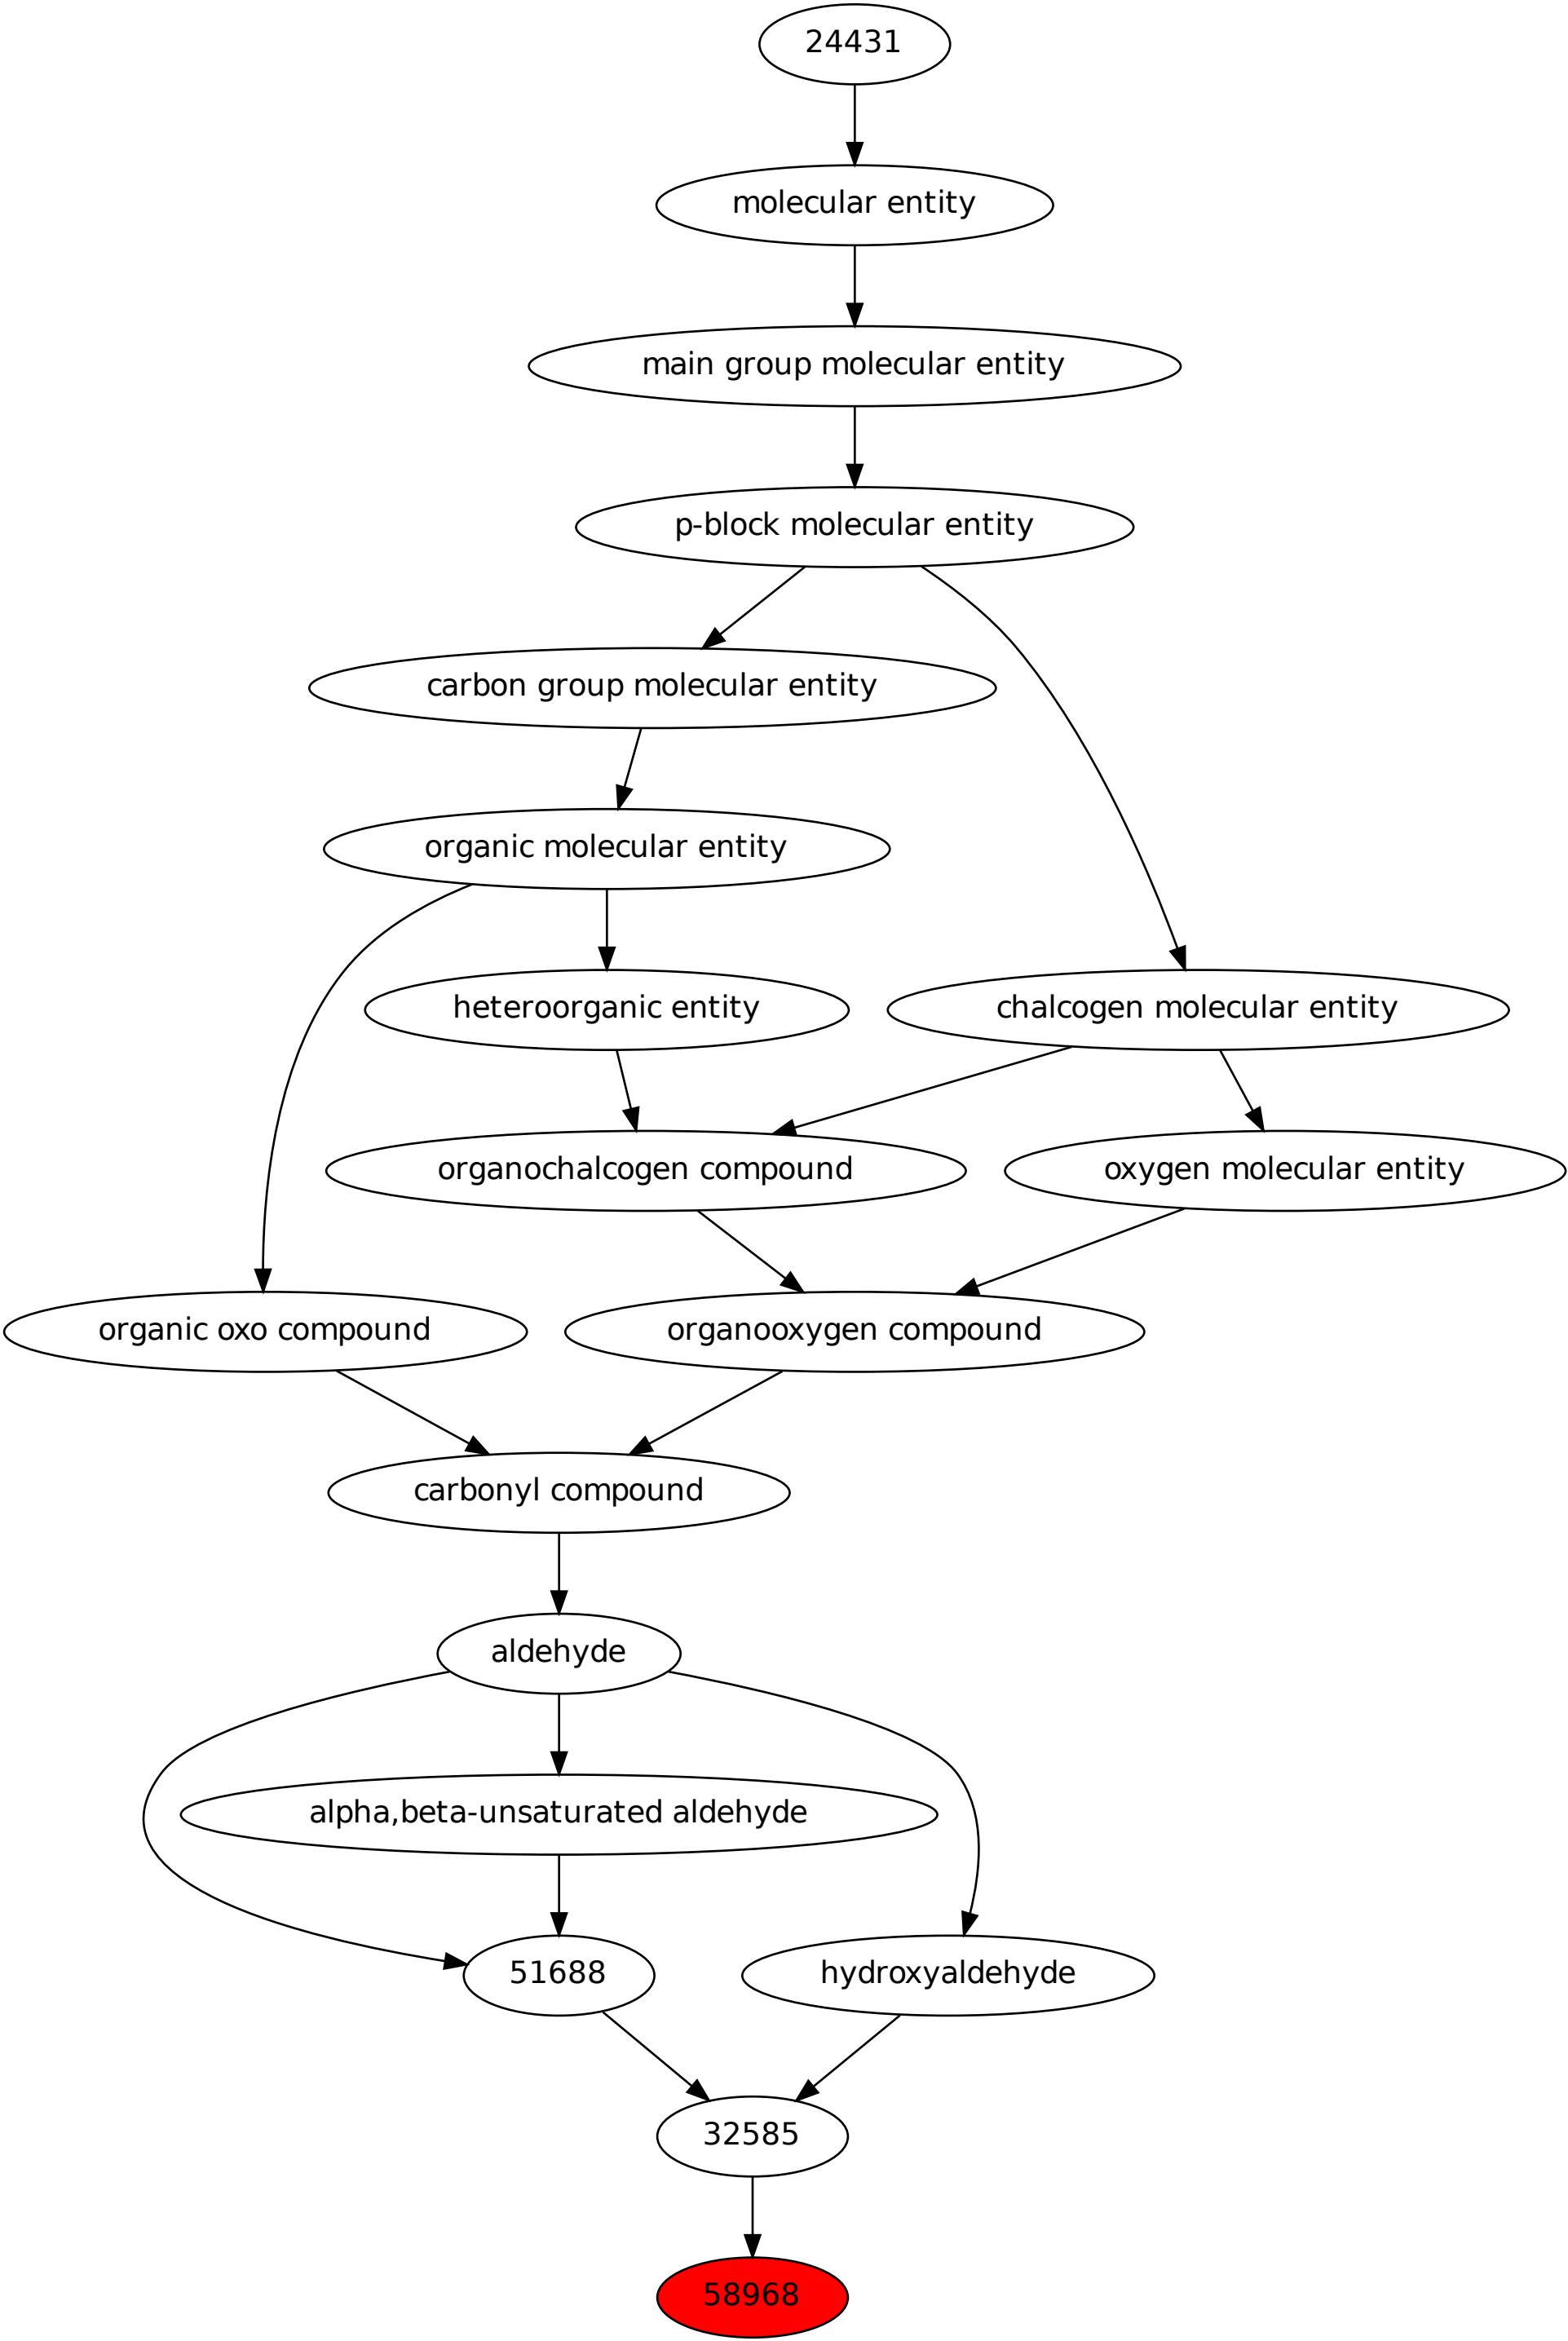 24431
molecular entity
main group molecular entity
p-block molecular entity
carbon group molecular entity
organic molecular entity
heteroorganic entity
chalcogen molecular entity
organochalcogen compound
oxygen molecular entity
organic oxo compound
organooxygen compound
carbonyl compound
aldehyde
alpha,beta-unsaturated aldehyde
51688
hydroxyaldehyde
32585
58968